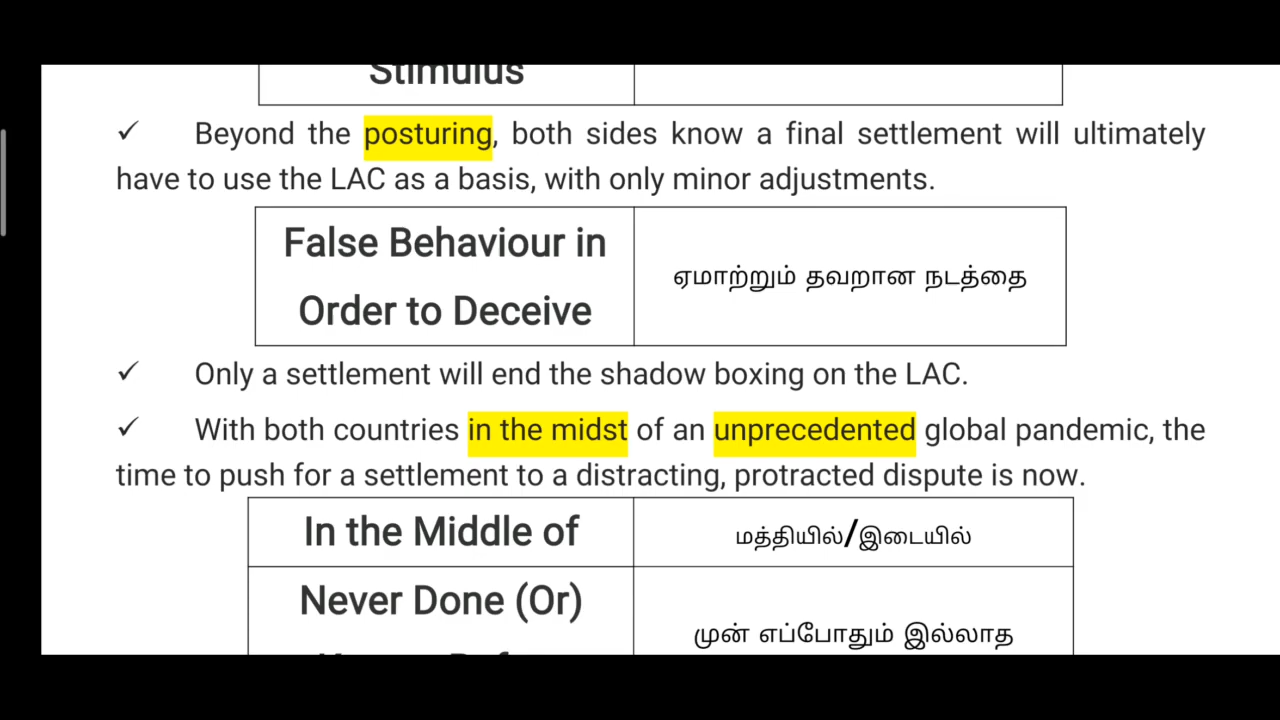 Stimulus
✓ Beyond the posturing, both sides know a final settlement will ultimately
have to use the LAC as a basis, with only minor adjustments.
False Behaviour in
Order to Deceive
ஏமாற்றும் தவறான நடத்தை
✓ Only a settlement will end the shadow boxing on the LAC.
✓ With both countries in the midst of an unprecedented global pandemic, the
time to push for a settlement to a distracting, protracted dispute is now.
In the Middle of
மத்தியில்/இடையில்
Never Done (Or)
முன் எப்போதும் இல்லாத